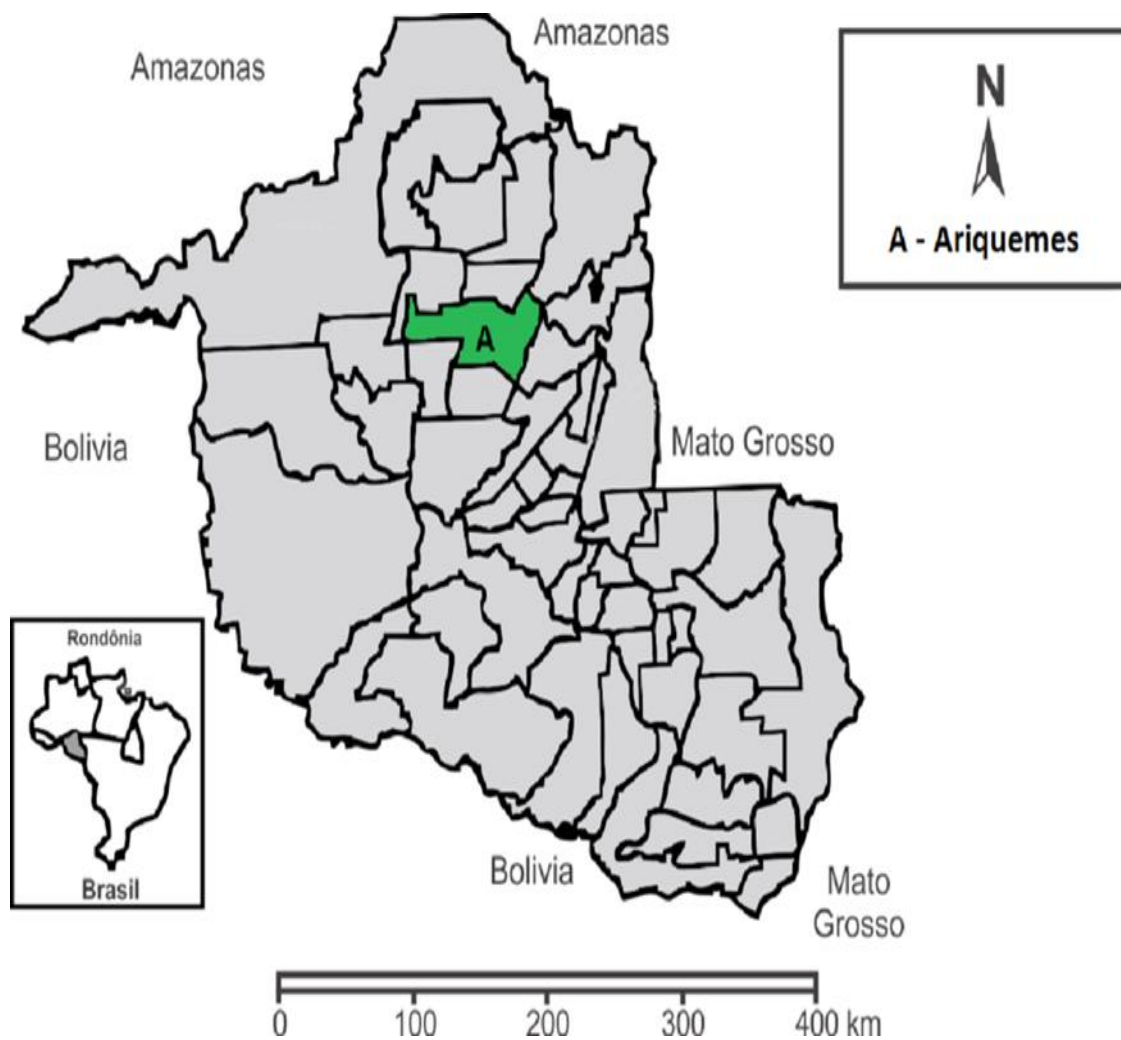 Amazonas
Amazonas
N
A - Ariquemes
A
Bolivia
Mato Grosso
Rondônia
Brasil
Bolivia
Mato
Grosso
0 100 200 300 400 km